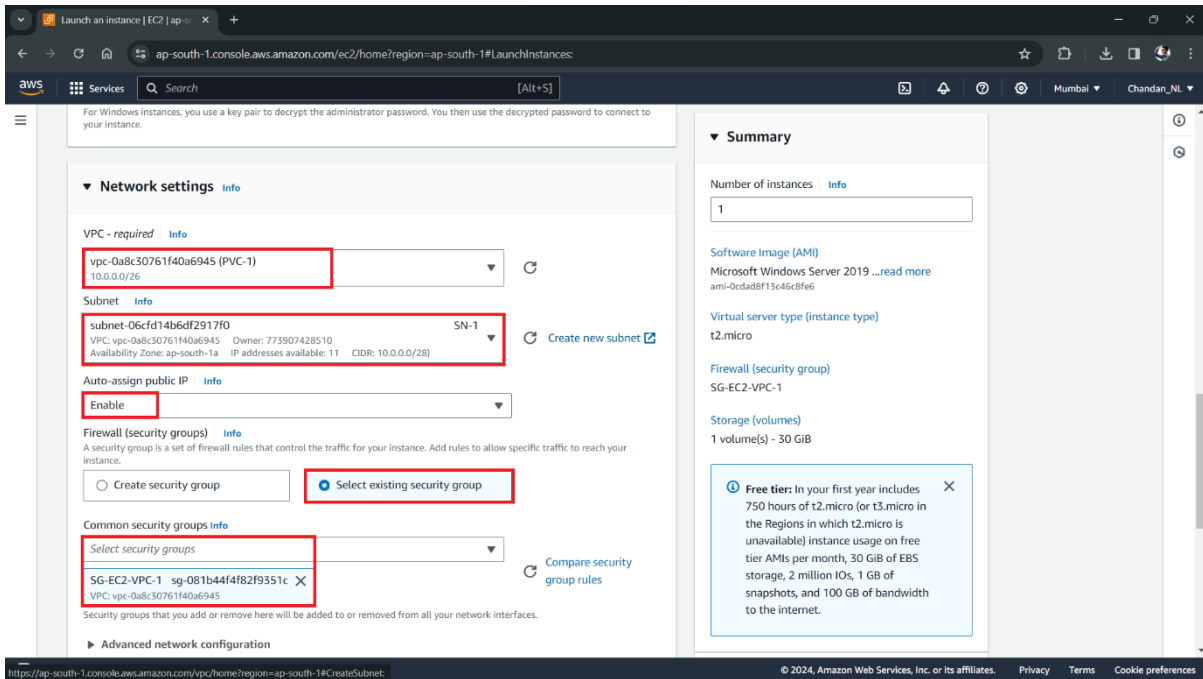 Launch an instance | EC2 | ap-s
ap-south-1.console.aws.amazon.com/ec2/home?region=ap-south-1#LaunchInstances:
aws
Services
Search
[Alt+S]
Mumbai
Chandan_NL
For Windows instances, you use a key pair to decrypt the administrator password. You then use the decrypted password to connect to
your instance.
Network settings Info
VPC - required Info
vpc-0a8c30761f40a6945 (PVC-1)
10.0.0.0/26
Subnet Info
subnet-06cfd14b6df2917f0 SN-1
VPC: vpc-0a8c30761f40a6945 Owner: 773907428510
Availability Zone: ap-south-1a IP addresses available: 11 CIDR: 10.0.0.0/28)
Create new subnet
Auto-assign public IP Info
Enable
Firewall (security groups) Info
A security group is a set of firewall rules that control the traffic for your instance. Add rules to allow specific traffic to reach your
instance.
Create security group
Select existing security group
Common security groups Info
Select security groups
SG-EC2-VPC-1 sg-081b44f4f82f9351c
VPC: vpc-0a8c30761f40a6945
Compare security
group rules
Security groups that you add or remove here will be added to or removed from all your network interfaces.
Advanced network configuration
Summary
Number of instances Info
1
Software Image (AMI)
Microsoft Windows Server 2019 ...read more
ami-0cdad8f13c46c8fe6
Virtual server type (instance type)
t2.micro
Firewall (security group)
SG-EC2-VPC-1
Storage (volumes)
1 volume(s) - 30 GiB
Free tier: In your first year includes
750 hours of t2.micro (or t3.micro in
the Regions in which t2.micro is
unavailable) instance usage on free
tier AMIs per month, 30 GiB of EBS
storage, 2 million IOs, 1 GB of
snapshots, and 100 GB of bandwidth
to the internet.
https://ap-south-1.console.aws.amazon.com/vpc/home?region=ap-south-1#CreateSubnet:
© 2024, Amazon Web Services, Inc. or its affiliates.
Privacy
Terms
Cookie preferences